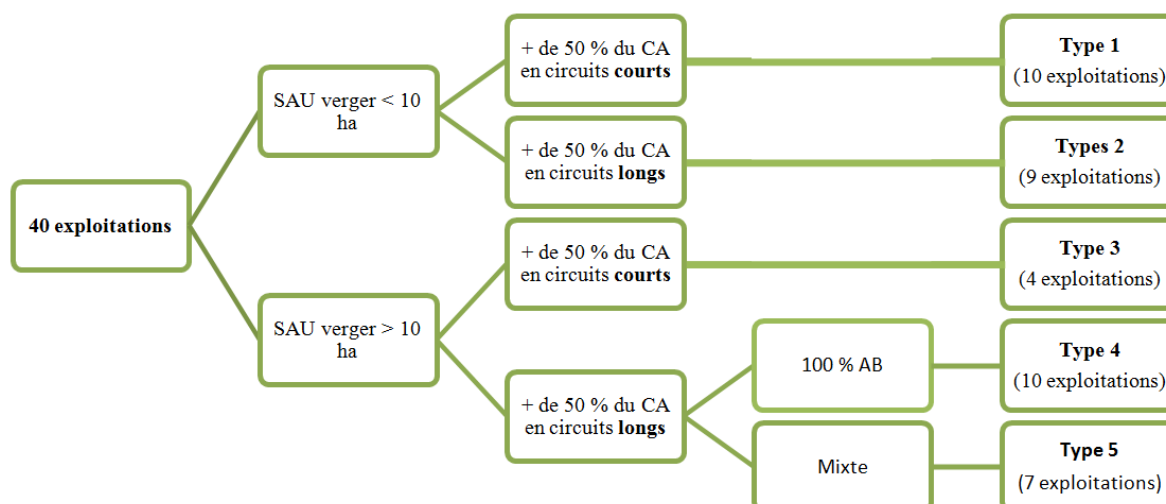 40 exploitations
SAU verger < 10
ha
SAU verger > 10
ha
+ de 50 % du CA
en circuits courts
+ de 50 % du CA
en circuits longs
+ de 50 % du CA
en circuits courts
+ de 50 % du CA
en circuits longs
100 % AB
Mixte
Type 1
(10 exploitations)
Types 2
(9 exploitations)
Type 3
(4 exploitations)
Type 4
(10 exploitations)
Type 5
(7 exploitations)